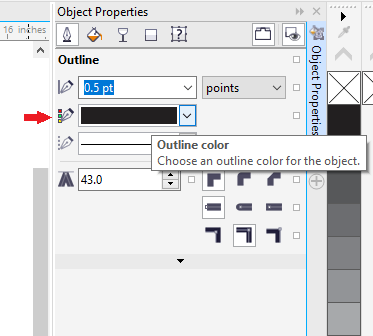 16 inches
Object Properties
Outline
0.5 pt
points
Outline color
Choose an outline color for the object.
43.0
Object Properties